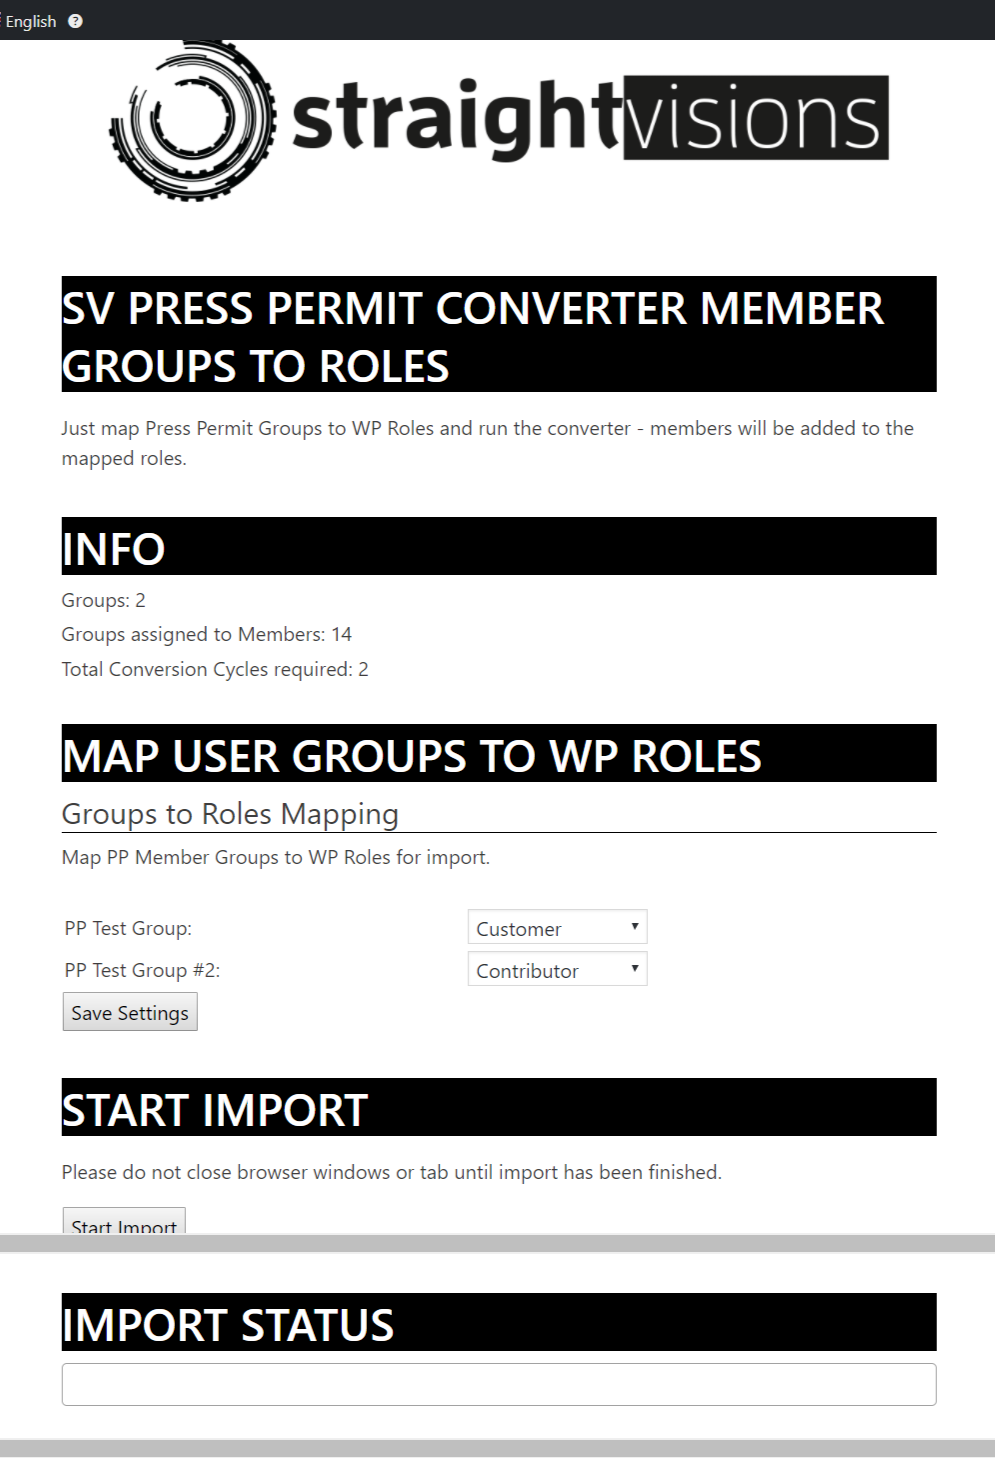 English
straightvisions
SV PRESS PERMIT CONVERTER MEMBER
GROUPS TO ROLES
Just map Press Permit Groups to WP Roles and run the converter - members will be added to the
mapped roles.
INFO
Groups: 2
Groups assigned to Members: 14
Total Conversion Cycles required: 2
MAP USER GROUPS TO WP ROLES
Groups to Roles Mapping
Map PP Member Groups to WP Roles for import.
PP Test Group: Customer
PP Test Group #2: Contributor
Save Settings
START IMPORT
Please do not close browser windows or tab until import has been finished.
Start Import
IMPORT STATUS